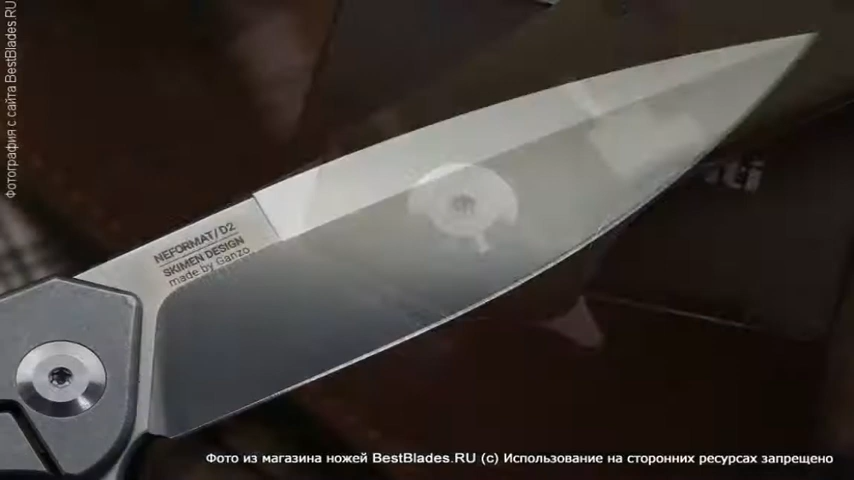 Фотография с сайта BestBlades.RU
NEFORMAT/D2
SKIMEN DESIGN
made by Ganzo
Фото из магазина ножей BestBlades.RU (c) Использование на сторонних ресурсах запрещено